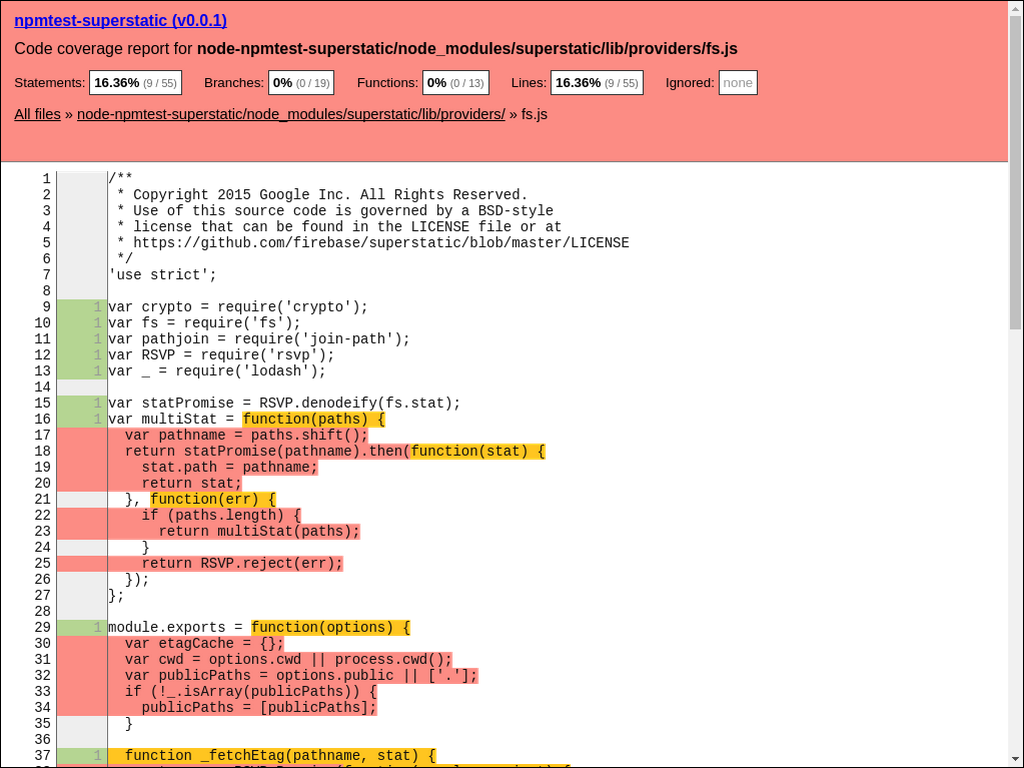 npmtest-superstatic (v0.0.1)
Code coverage report for node-npmtest-superstatic/node_modules/superstatic/lib/providers/fs.js
Statements: 16.36% (9 / 55) Branches: 0% (0 / 19) Functions: 0% (0 / 13) Lines: 16.36% (9 / 55) Ignored: none
All files » node-npmtest-superstatic/node_modules/superstatic/lib/providers/ » fs.js
1 /**
2  * Copyright 2015 Google Inc. All Rights Reserved.
3  * Use of this source code is governed by a BSD-style
4  * license that can be found in the LICENSE file or at
5  * https://github.com/firebase/superstatic/blob/master/LICENSE
6  */
7 'use strict';
8
9 1 var crypto = require('crypto');
10 1 var fs = require('fs');
11 1 var pathjoin = require('join-path');
12 1 var RSVP = require('rsvp');
13 1 var _ = require('lodash');
14
15 1 var statPromise = RSVP.denodeify(fs.stat);
16 1 var multiStat = function(paths) {
17   var pathname = paths.shift();
18   return statPromise(pathname).then(function(stat) {
19     stat.path = pathname;
20     return stat;
21   }, function(err) {
22     if (paths.length) {
23       return multiStat(paths);
24     }
25     return RSVP.reject(err);
26   });
27 };
28
29 1 module.exports = function(options) {
30   var etagCache = {};
31   var cwd = options.cwd || process.cwd();
32   var publicPaths = options.public || ['.'];
33   if (!_.isArray(publicPaths)) {
34     publicPaths = [publicPaths];
35   }
36
37 1   function _fetchEtag(pathname, stat) {